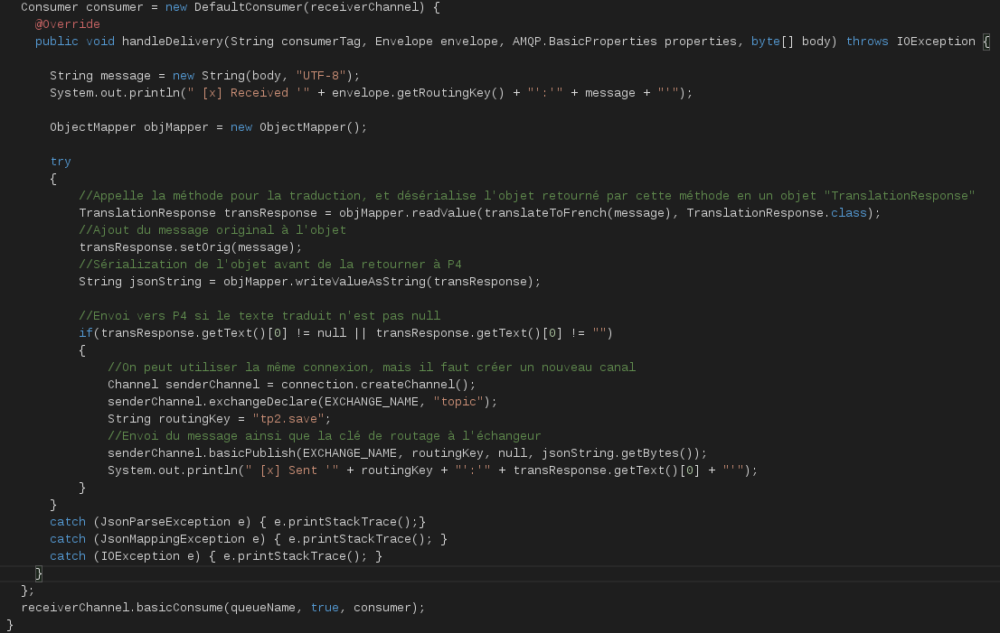 Consumer consumer = new DefaultConsumer(receiverChannel) {
@Override
public void handleDelivery(String consumerTag, Envelope envelope, AMQP.BasicProperties properties, byte[] body) throws IOException {
String message = new String(body, "UTF-8");
System.out.println(" [x] Received '" + envelope.getRoutingKey() + "':'" + message + "'");
ObjectMapper objMapper = new ObjectMapper();
try
{
//Appelle la méthode pour la traduction, et désérialise l'objet retourné par cette méthode en un objet "TranslationResponse"
TranslationResponse transResponse = objMapper.readValue(translateToFrench(message), TranslationResponse.class);
//Ajout du message original à l'objet
transResponse.setOrig(message);
//Sérialization de l'objet avant de la retourner à P4
String jsonString = objMapper.writeValueAsString(transResponse);
//Envoi vers P4 si le texte traduit n'est pas null
if(transResponse.getText()[0] != null || transResponse.getText()[0] != "")
{
//On peut utiliser la même connexion, mais il faut créer un nouveau canal
Channel senderChannel = connection.createChannel();
senderChannel.exchangeDeclare(EXCHANGE_NAME, "topic");
String routingKey = "tp2.save";
//Envoi du message ainsi que la clé de routage à l'échangeur
senderChannel.basicPublish(EXCHANGE_NAME, routingKey, null, jsonString.getBytes());
System.out.println(" [x] Sent '" + routingKey + "':'" + transResponse.getText()[0] + "'");
}
}
catch (JsonParseException e) { e.printStackTrace();}
catch (JsonMappingException e) { e.printStackTrace(); }
catch (IOException e) { e.printStackTrace(); }
}
};
receiverChannel.basicConsume(queueName, true, consumer);
}